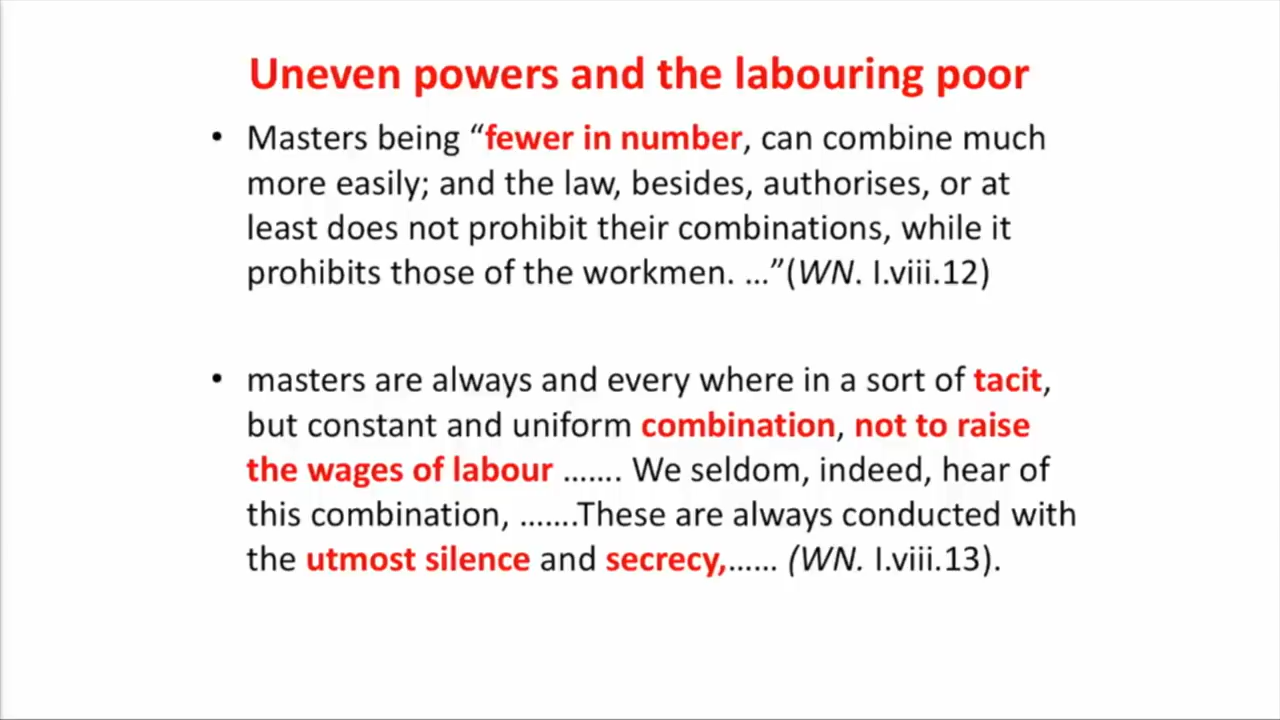 Uneven powers and the labouring poor
• Masters being “fewer in number, can combine much
more easily; and the law, besides, authorises, or at
least does not prohibit their combinations, while it
prohibits those of the workmen. ...”(WN. I.viii.12)
• masters are always and every where in a sort of tacit,
but constant and uniform combination, not to raise
the wages of labour ……. We seldom, indeed, hear of
this combination, …….These are always conducted with
the utmost silence and secrecy,…… (WN. I.viii.13).